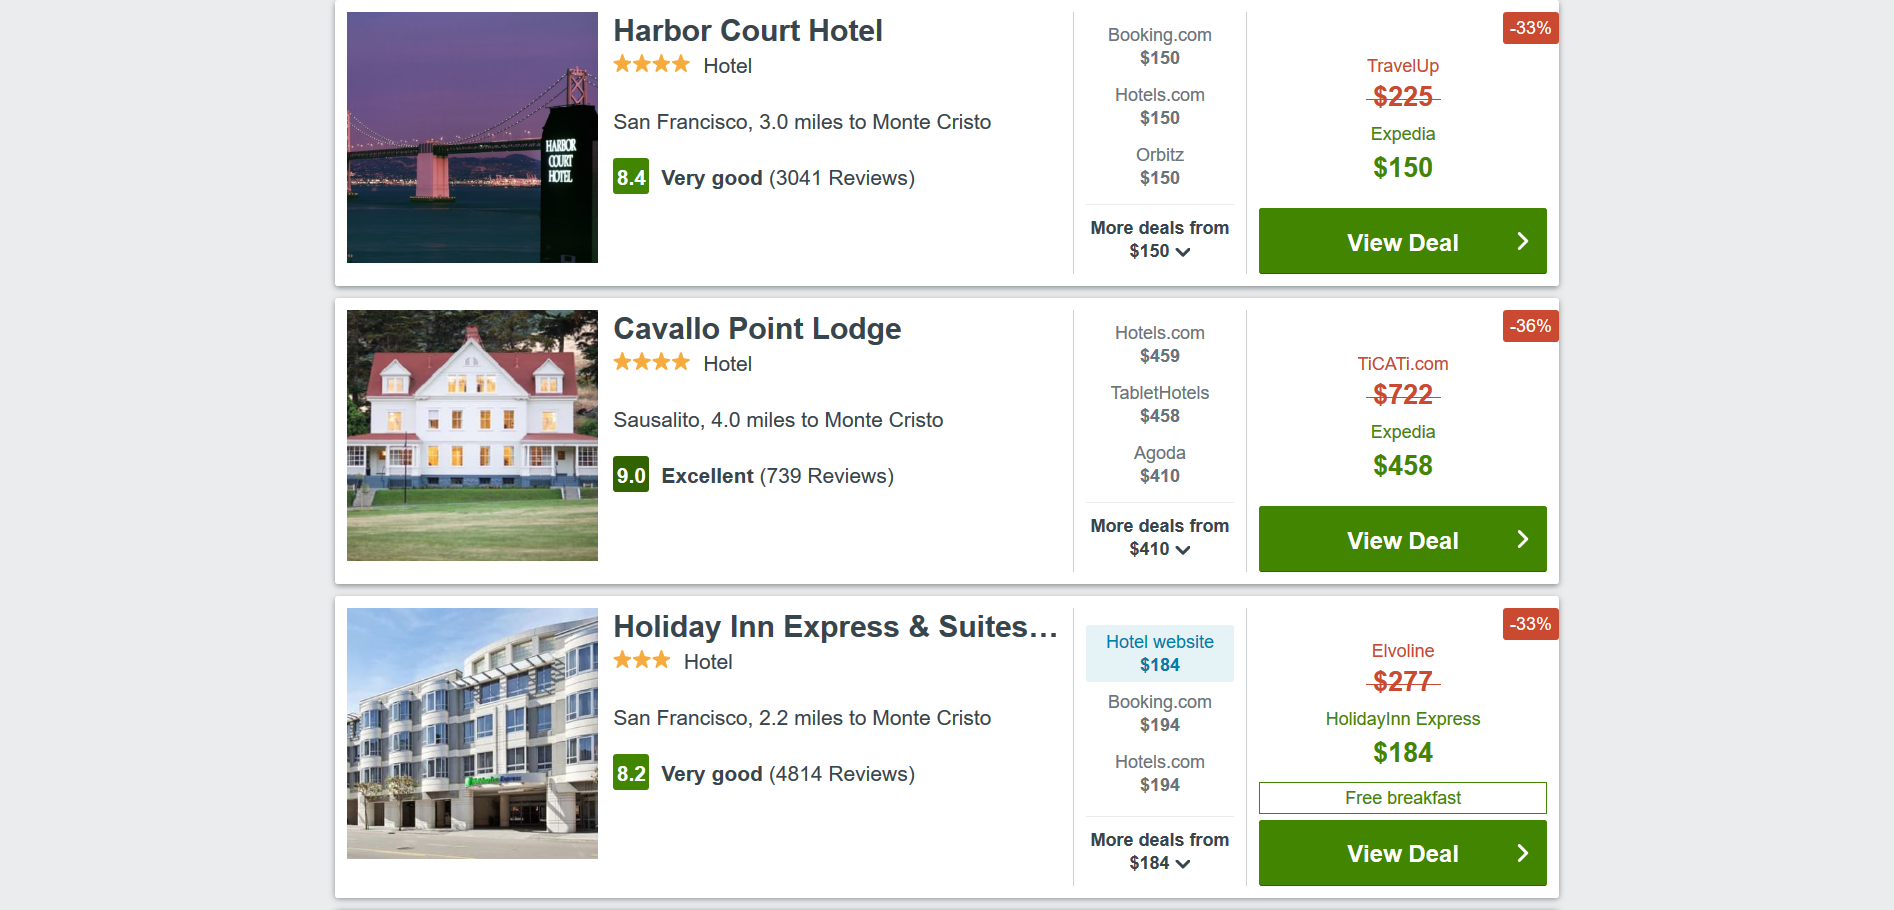 Harbor Court Hotel
Hotel
San Francisco, 3.0 miles to Monte Cristo
8.4 Very good (3041 Reviews)
HARBOR
COURT
HOTEL
Booking.com
$150
Hotels.com
$150
Orbitz
$150
More deals from
$150
-33%
TravelUp
$225
Expedia
$150
View Deal
Cavallo Point Lodge
Hotel
Sausalito, 4.0 miles to Monte Cristo
9.0 Excellent (739 Reviews)
Hotels.com
$459
TabletHotels
$458
Agoda
$410
More deals from
$410
-36%
TiCATi.com
$722
Expedia
$458
View Deal
Holiday Inn Express & Suites…
Hotel
San Francisco, 2.2 miles to Monte Cristo
8.2 Very good (4814 Reviews)
Hotel website
$184
Booking.com
$194
Hotels.com
$194
More deals from
$184
-33%
Elvoline
$277
HolidayInn Express
$184
Free breakfast
View Deal